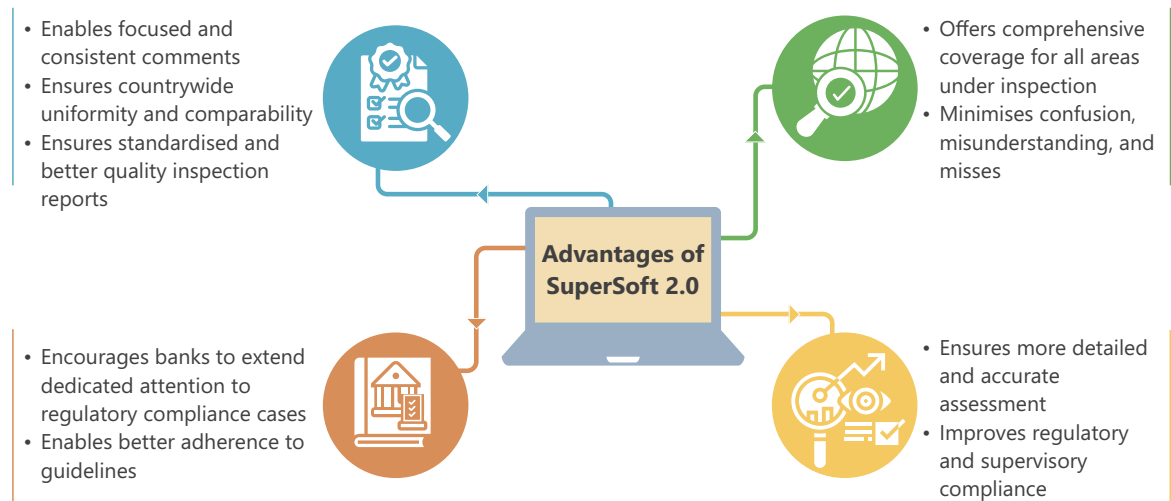 • Enables focused and
consistent comments
• Ensures countrywide
uniformity and comparability
• Ensures standardised and
better quality inspection
reports
• Offers comprehensive
coverage for all areas
under inspection
• Minimises confusion,
misunderstanding, and
misses
Advantages of
SuperSoft 2.0
• Encourages banks to extend
dedicated attention to
regulatory compliance cases
• Enables better adherence to
guidelines
• Ensures more detailed
and accurate
assessment
• Improves regulatory
and supervisory
compliance